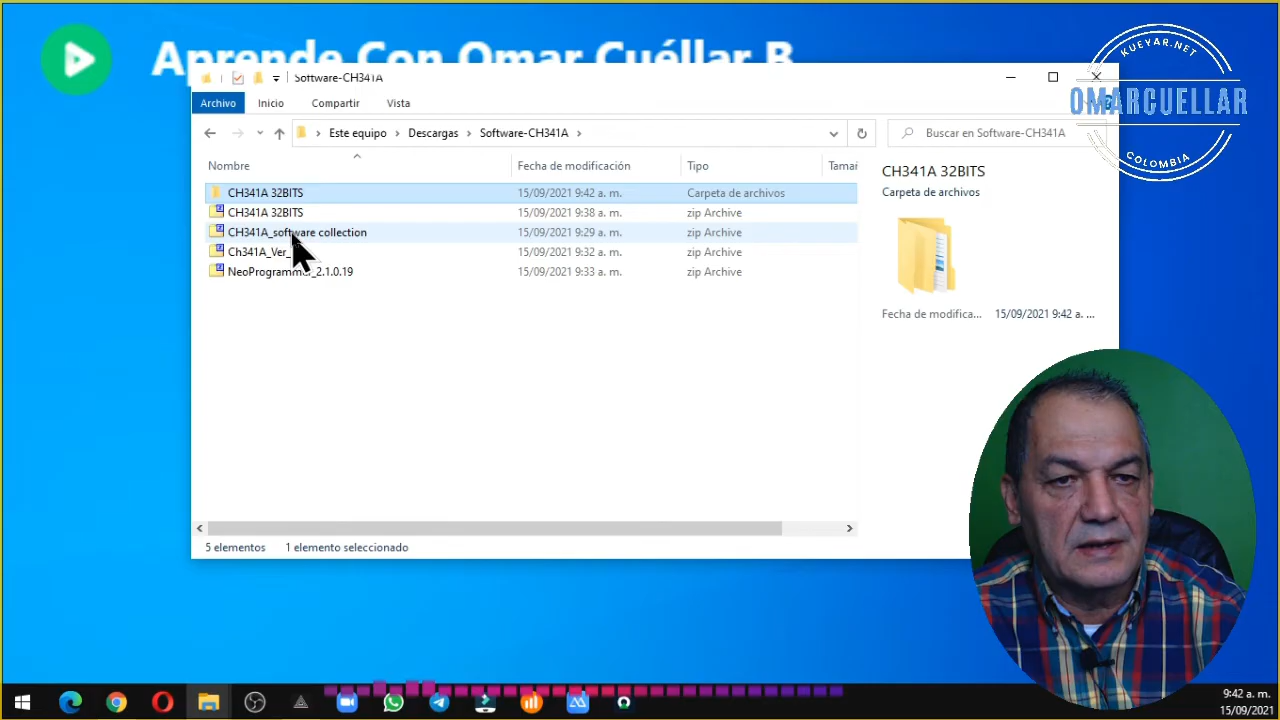 Aprende Con Omar Cuéllar B
Software-CH341A
KUEYAR.NET
OMARCUELLAR
COLOMBIA
Archivo Inicio Compartir Vista
Este equipo Descargas Software-CH341A
Buscar en Software-CH341A
Nombre Fecha de modificación Tipo Tamai
CH341A 32BITS 15/09/2021 9:42 a. m. Carpeta de archivos
CH341A 32BITS 15/09/2021 9:38 a. m. zip Archive
CH341A_software collection 15/09/2021 9:29 a. m. zip Archive
Ch341A_Ver_ 15/09/2021 9:32 a. m. zip Archive
NeoProgrammer_2.1.0.19 15/09/2021 9:33 a. m. zip Archive
CH341A 32BITS
Carpeta de archivos
Fecha de modifica... 15/09/2021 9:42 a. ...
5 elementos 1 elemento seleccionado
9:42 a. m.
15/09/2021